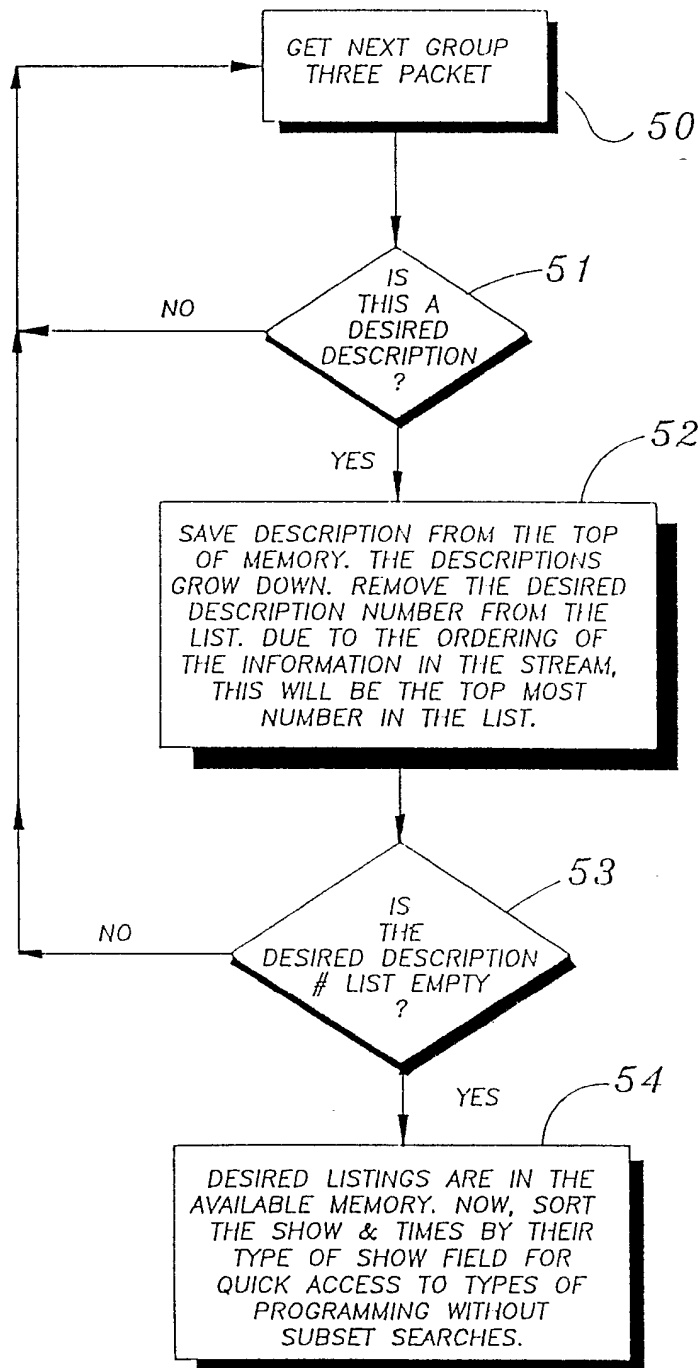 GET NEXT GROUP
THREE PACKET
50
51
IS
THIS A
DESIRED
DESCRIPTION
?
NO
YES
52
SAVE DESCRIPTION FROM THE TOP
OF MEMORY. THE DESCRIPTIONS
GROW DOWN. REMOVE THE DESIRED
DESCRIPTION NUMBER FROM THE
LIST. DUE TO THE ORDERING OF
THE INFORMATION IN THE STREAM,
THIS WILL BE THE TOP MOST
NUMBER IN THE LIST.
53
IS
THE
DESIRED DESCRIPTION
# LIST EMPTY
?
NO
YES
54
DESIRED LISTINGS ARE IN THE
AVAILABLE MEMORY. NOW, SORT
THE SHOW & TIMES BY THEIR
TYPE OF SHOW FIELD FOR
QUICK ACCESS TO TYPES OF
PROGRAMMING WITHOUT
SUBSET SEARCHES.